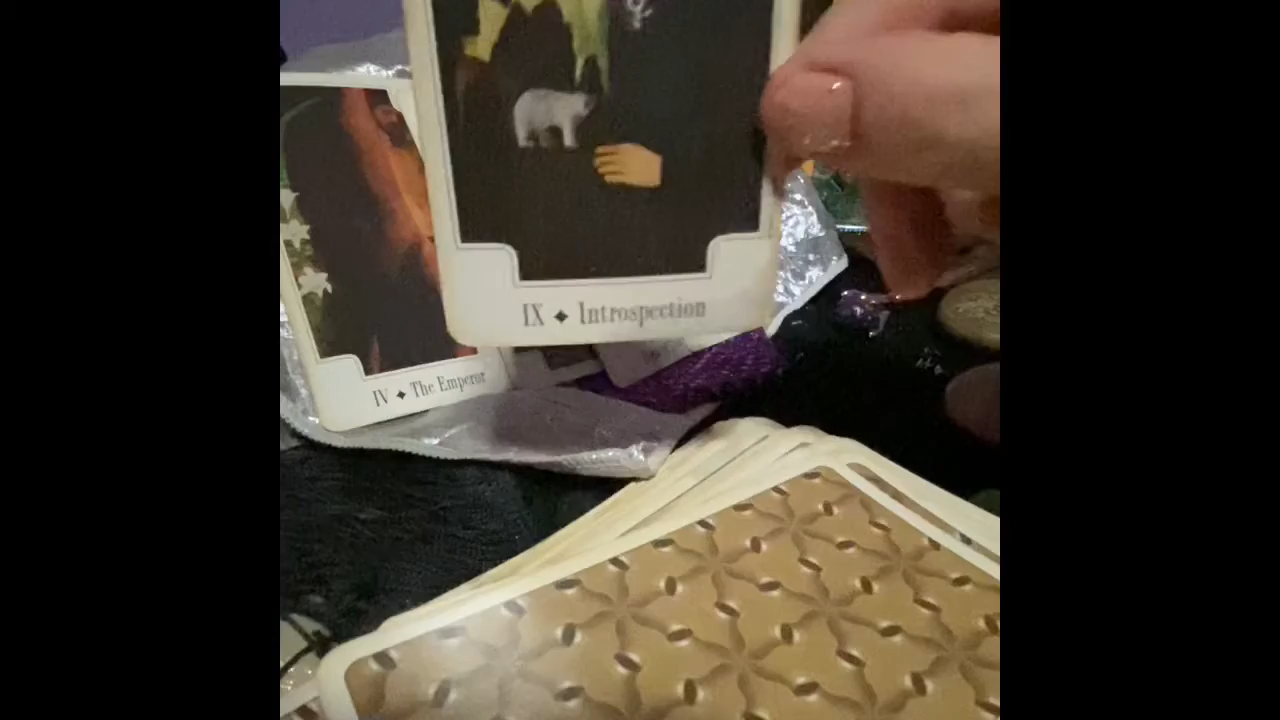 IX ♦ Introspection
IV ♦ The Emperor